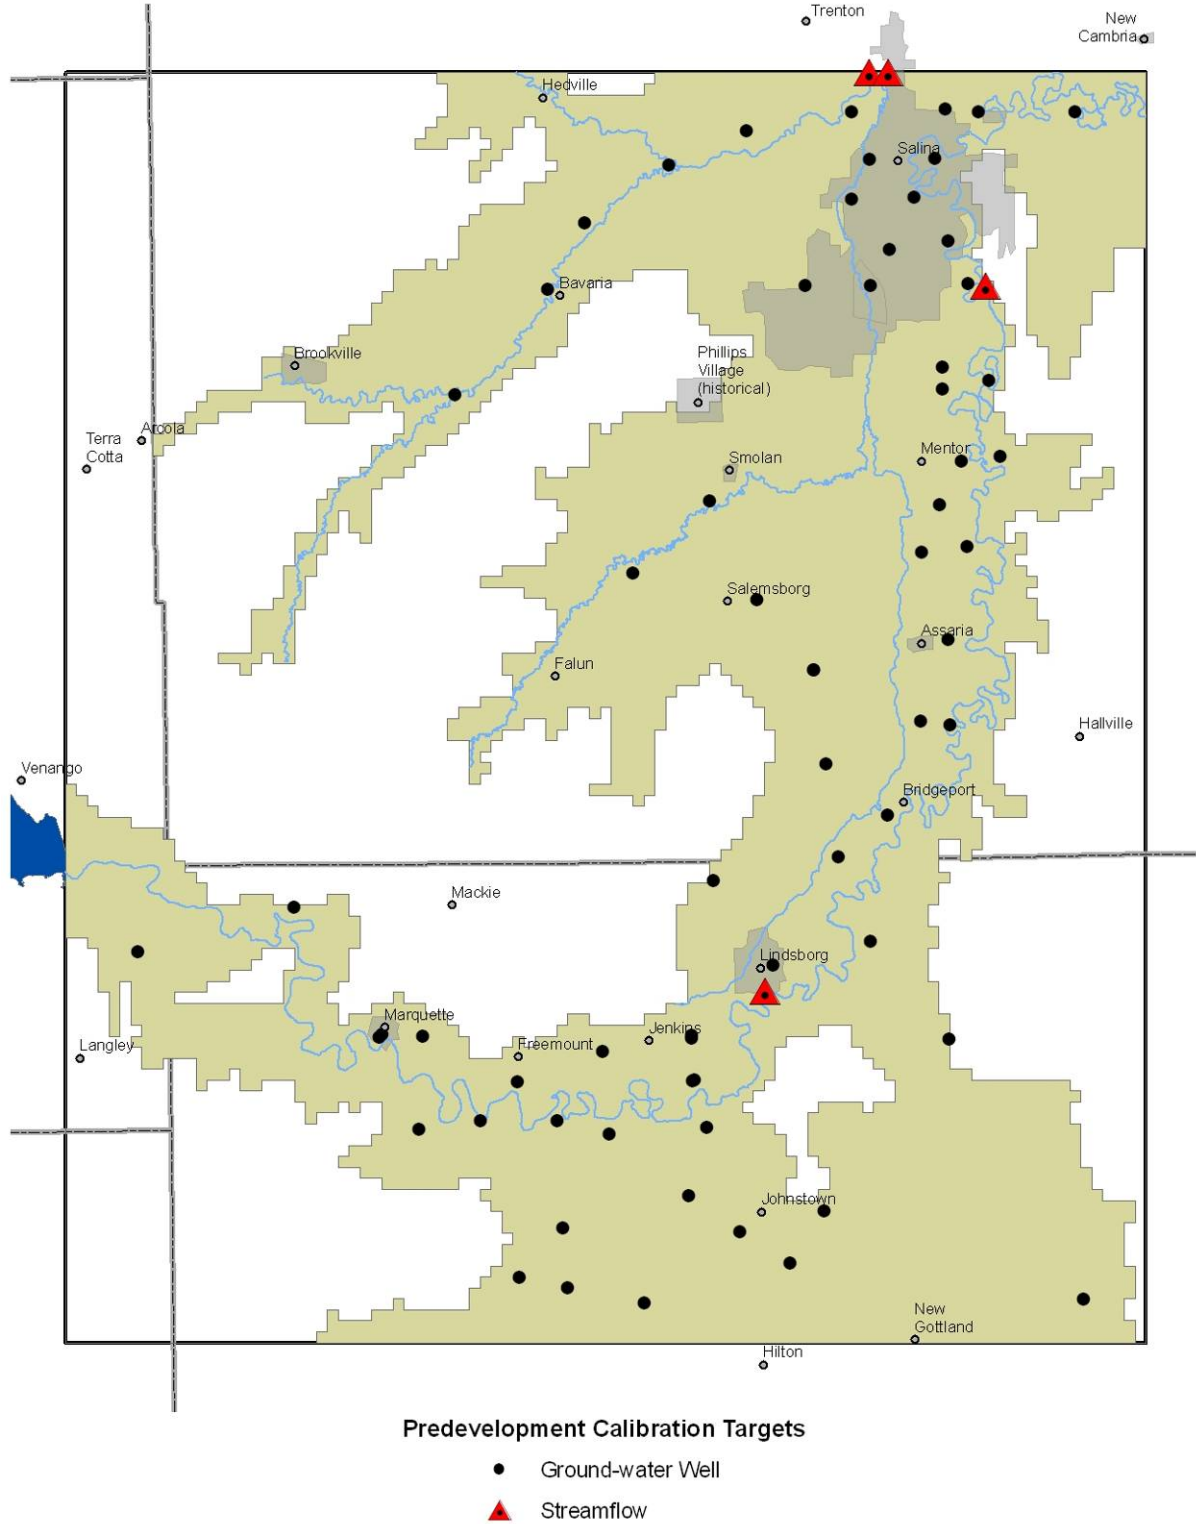 Trenton
New
Cambria
Hedville
Salina
Bavaria
Brookville
Phillips
Village
(historical)
Arcola
Terra
Cotta
Smolan
Mentor
Salemsborg
Assaria
Falun
Hallville
Venango
Bridgeport
Mackie
Lindsborg
Marquette
Jenkins
Langley
Freemount
Johnstown
New
Gottland
Hilton
Predevelopment Calibration Targets
Ground-water Well
Streamflow